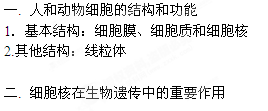 一. 人和动物细胞的结构和功能
1. 基本结构：细胞膜、细胞质和细胞核
2.其他结构：线粒体
二. 细胞核在生物遗传中的重要作用